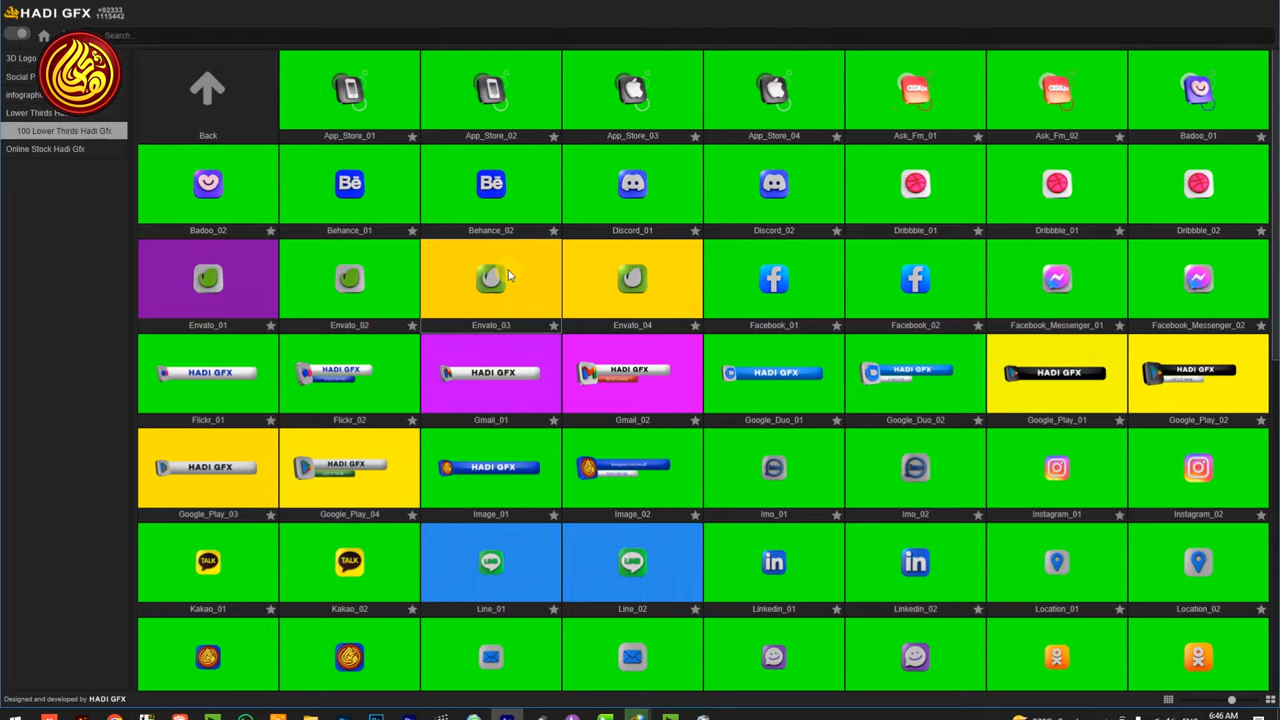 HADI GFX +92333
1115442
Search...
3D Logo
Social P
infograph
Lower Thirds Ha
100 Lower Thirds Hadi Gfx
Online Stock Hadi Gfx
Back
App_Store_01
App_Store_02
App_Store_03
App_Store_04
Ask_Fm_01
Ask_Fm_02
Badoo_01
Bē
Bē
Badoo_02
Behance_01
Behance_02
Discord_01
Discord_02
Dribbble_01
Dribbble_01
Dribbble_02
Envato_01
Envato_02
Envato_03
Envato_04
Facebook_01
Facebook_02
Facebook_Messenger_01
Facebook_Messenger_02
HADI GFX
HADI GFX
HADI GFX
HADI GFX
HADI GFX
HADI GFX
HADI GFX
HADI GFX
Flickr_01
Flickr_02
Gmail_01
Gmail_02
Google_Duo_01
Google_Duo_02
Google_Play_01
Google_Play_02
HADI GFX
HADI GFX
HADI GFX
Google_Play_03
Google_Play_04
Image_01
Image_02
Imo_01
Imo_02
Instagram_01
Instagram_02
TALK
TALK
LINE
LINE
in
in
Kakao_01
Kakao_02
Line_01
Line_02
Linkedin_01
Linkedin_02
Location_01
Location_02
Designed and developed by HADI GFX
6:46 AM